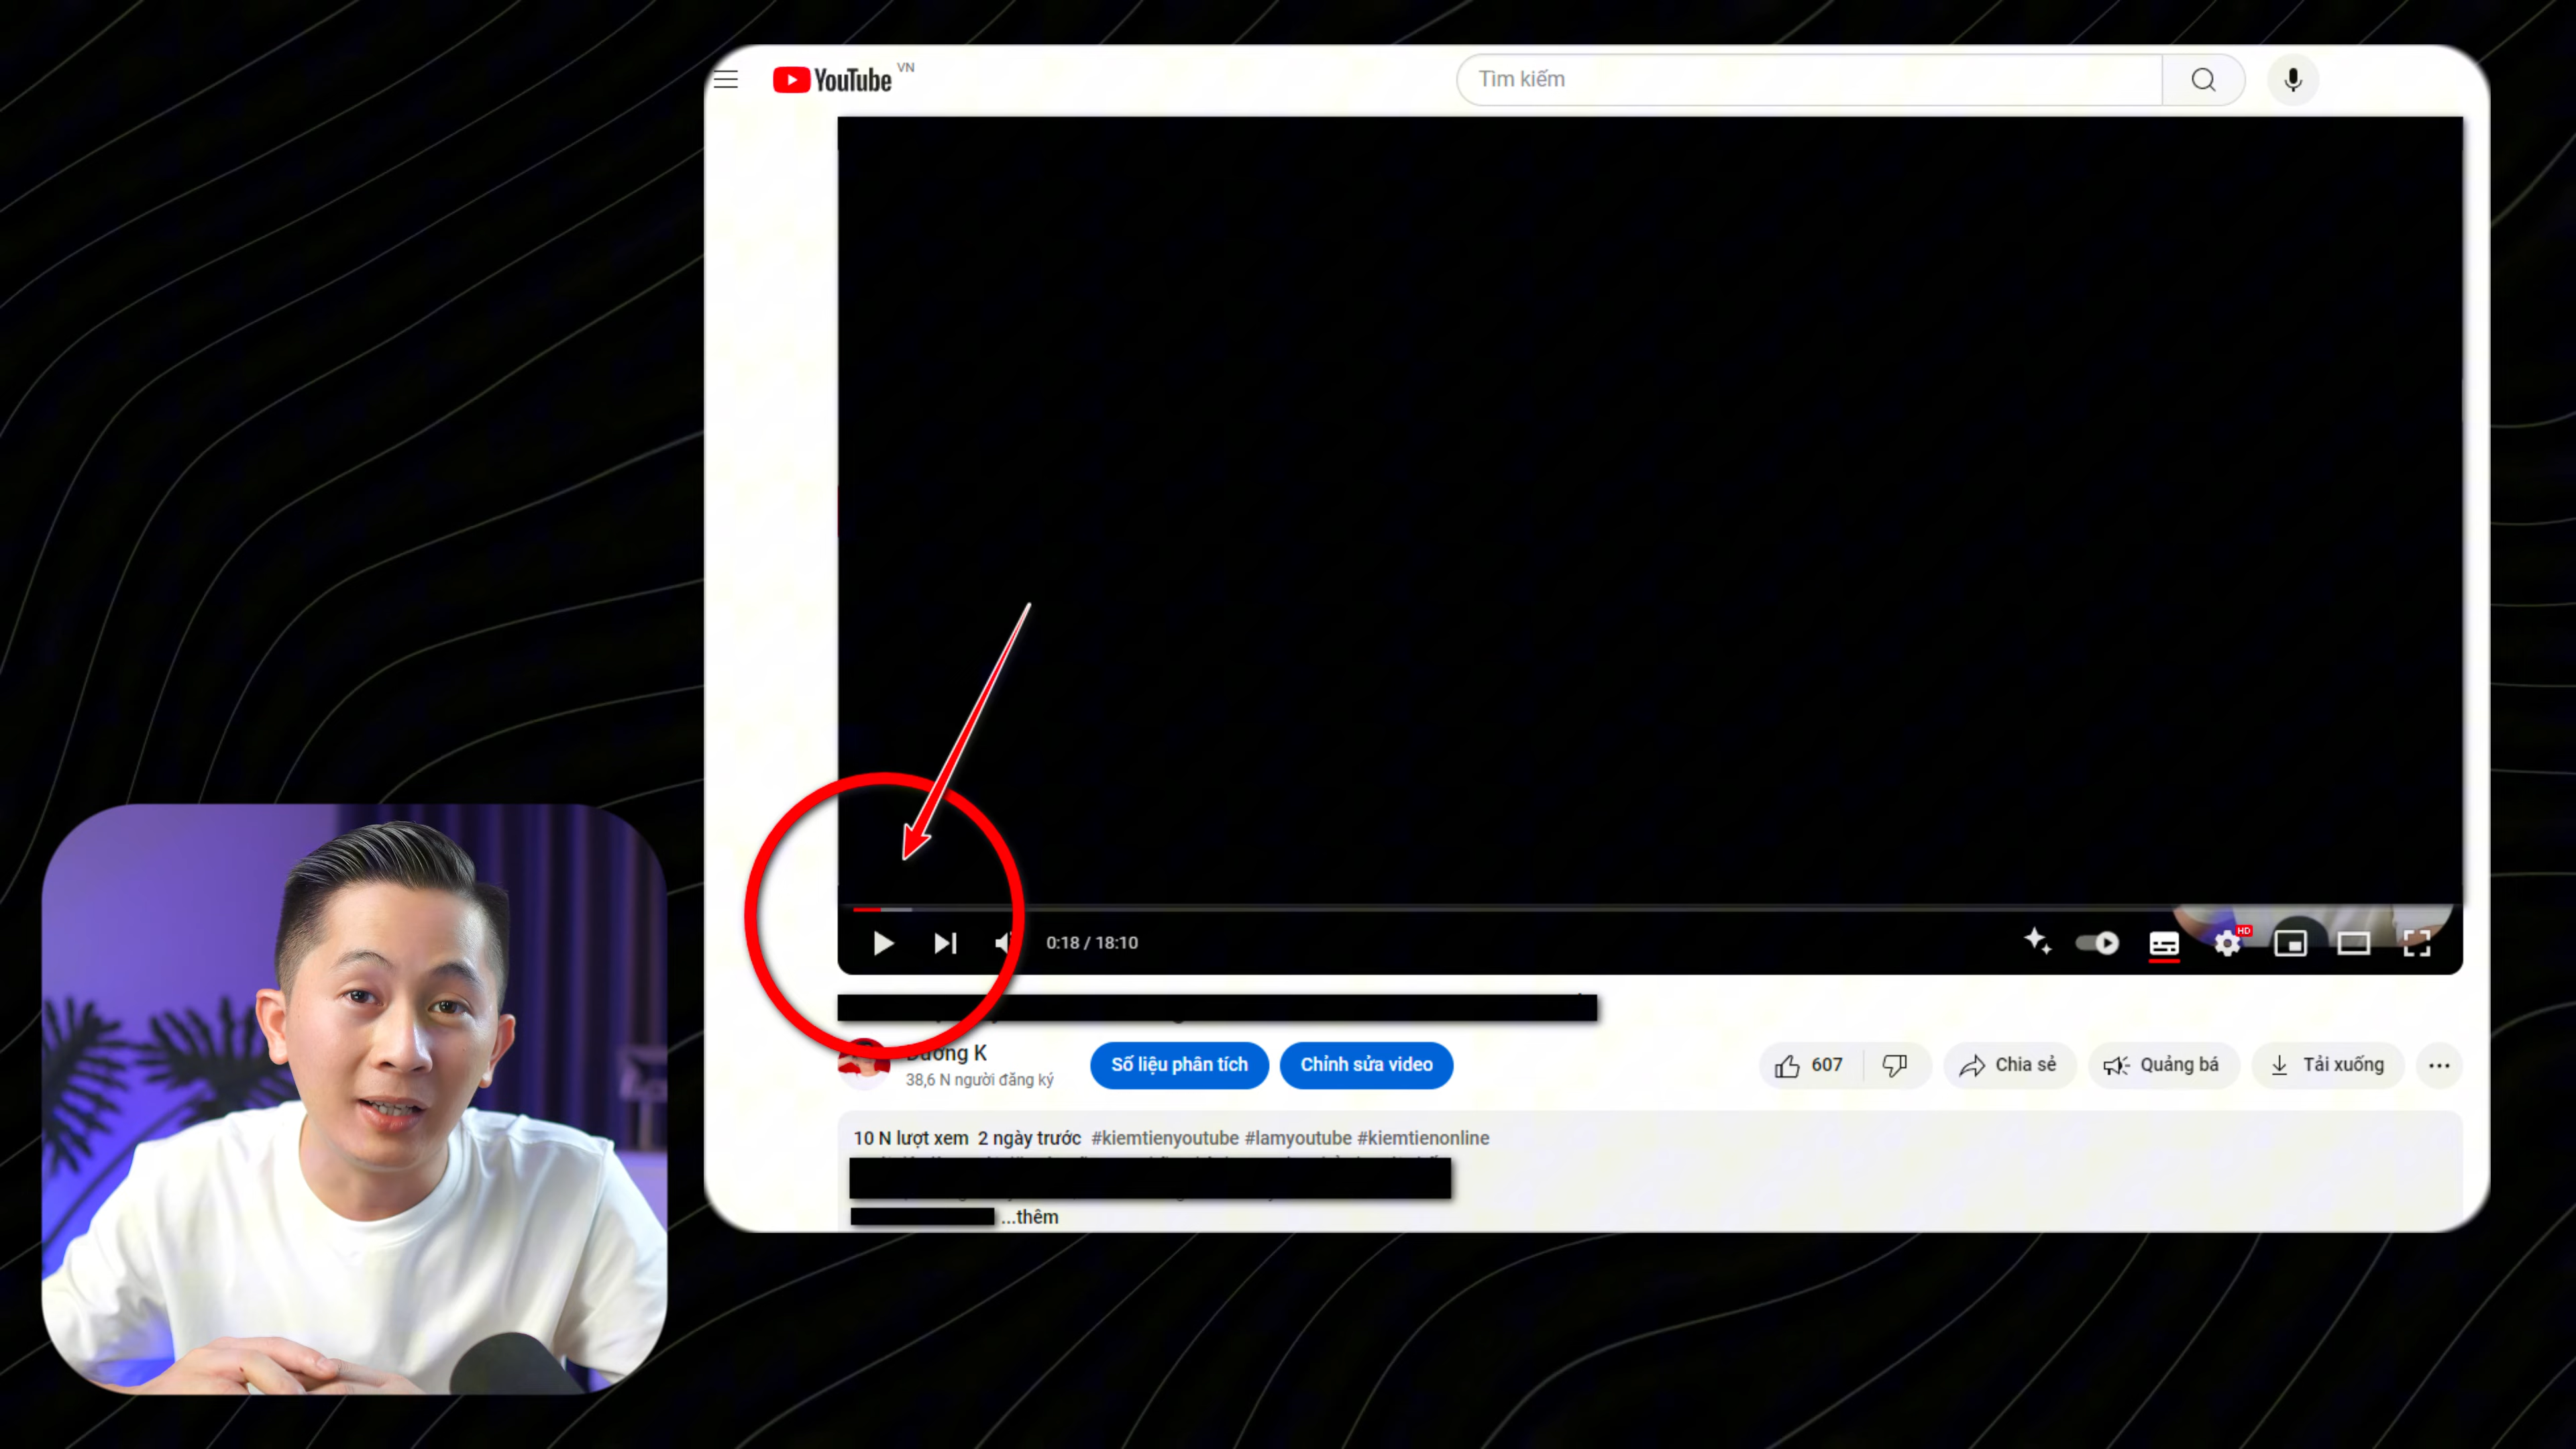 YouTube VN
Tìm kiếm
0:18 / 18:10
HD
Dương K
38,6 N người đăng ký
Số liệu phân tích
Chỉnh sửa video
607
Chia sẻ
Quảng bá
Tải xuống
10 N lượt xem 2 ngày trước #kiemtienyoutube #lamyoutube #kiemtienonline
...thêm